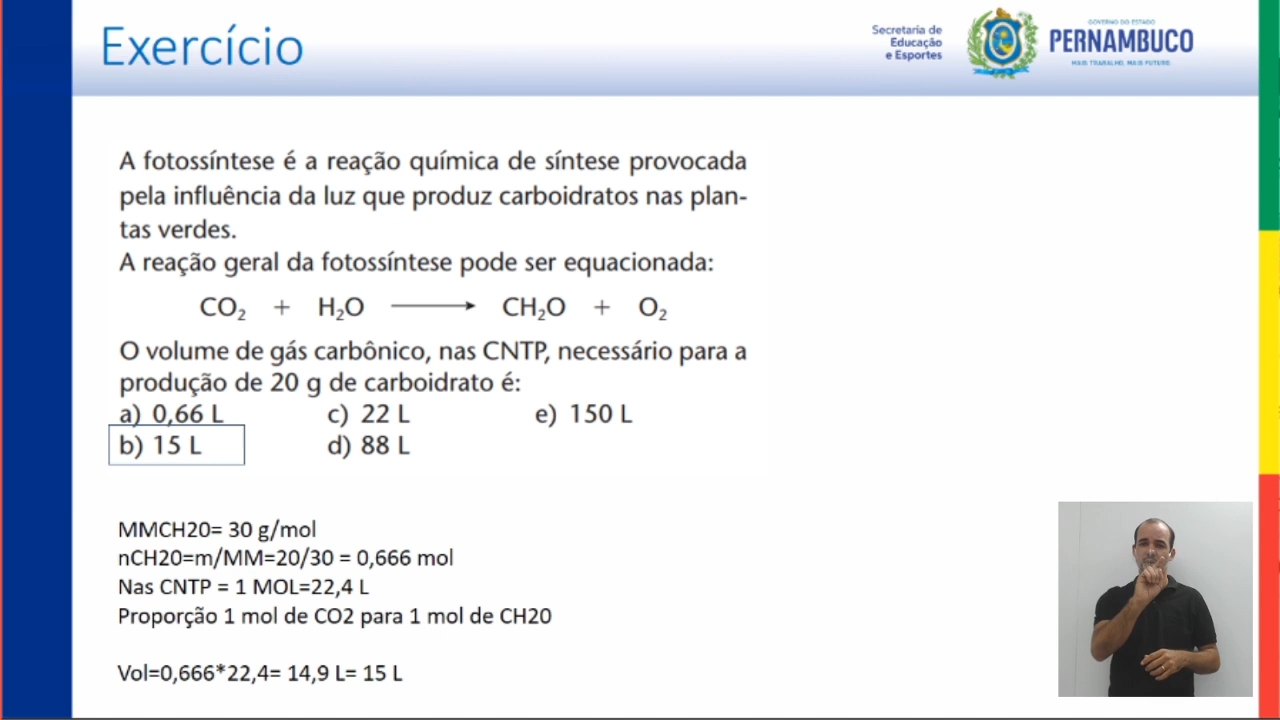 Exercício
Secretaria de
Educação
e Esportes
GOVERNO DO ESTADO
PERNAMBUCO
MAIS TRABALHO, MAIS FUTURO.
A fotossíntese é a reação química de síntese provocada
pela influência da luz que produz carboidratos nas plan-
tas verdes.
A reação geral da fotossíntese pode ser equacionada:
CO₂ + H₂O ⟶ CH₂O + O₂
O volume de gás carbônico, nas CNTP, necessário para a
produção de 20 g de carboidrato é:
a) 0,66 L c) 22 L e) 150 L
b) 15 L d) 88 L
MMCH20= 30 g/mol
nCH20=m/MM=20/30 = 0,666 mol
Nas CNTP = 1 MOL=22,4 L
Proporção 1 mol de CO2 para 1 mol de CH20
Vol=0,666*22,4= 14,9 L= 15 L